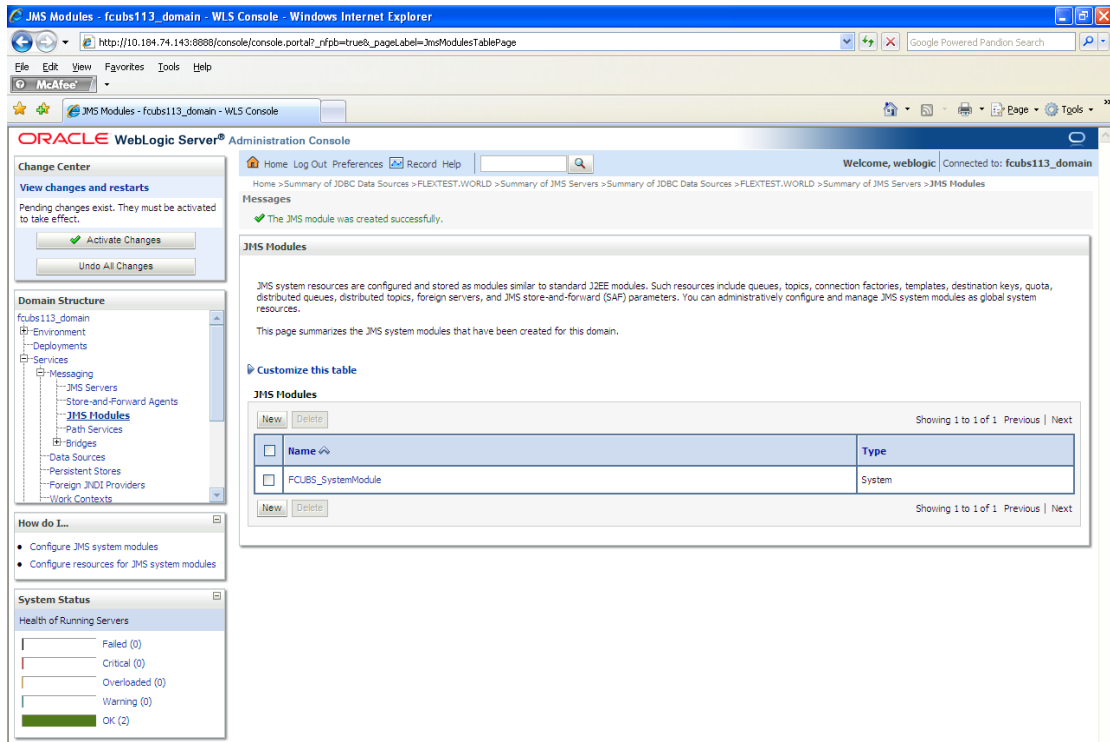 JMS Modules - fcubs113_domain - WLS Console - Windows Internet Explorer
http://10.184.74.143:8888/console/console.portal?_nfpb=true&_pageLabel=JmsModulesTablePage
Google Powered Pandion Search
File Edit View Favorites Tools Help
McAfee
JMS Modules - fcubs113_domain - WLS Console
Page Tools
ORACLE WebLogic Server® Administration Console
Change Center
View changes and restarts
Pending changes exist. They must be activated
to take effect.
Activate Changes
Undo All Changes
Domain Structure
fcubs113_domain
Environment
Deployments
Services
Messaging
JMS Servers
Store-and-Forward Agents
JMS Modules
Path Services
Bridges
Data Sources
Persistent Stores
Foreign JNDI Providers
Work Contexts
How do I...
Configure JMS system modules
Configure resources for JMS system modules
System Status
Health of Running Servers
Failed (0)
Critical (0)
Overloaded (0)
Warning (0)
OK (2)
Home Log Out Preferences Record Help
Welcome, weblogic Connected to: fcubs113_domain
Home >Summary of JDBC Data Sources >FLEXTEST.WORLD >Summary of JMS Servers >Summary of JDBC Data Sources >FLEXTEST.WORLD >Summary of JMS Servers >JMS Modules
Messages
The JMS module was created successfully.
JMS Modules
JMS system resources are configured and stored as modules similar to standard J2EE modules. Such resources include queues, topics, connection factories, templates, destination keys, quota,
distributed queues, distributed topics, foreign servers, and JMS store-and-forward (SAF) parameters. You can administratively configure and manage JMS system modules as global system
resources.
This page summarizes the JMS system modules that have been created for this domain.
Customize this table
JMS Modules
New Delete Showing 1 to 1 of 1 Previous | Next
Name Type
FCUBS_SystemModule System
New Delete Showing 1 to 1 of 1 Previous | Next